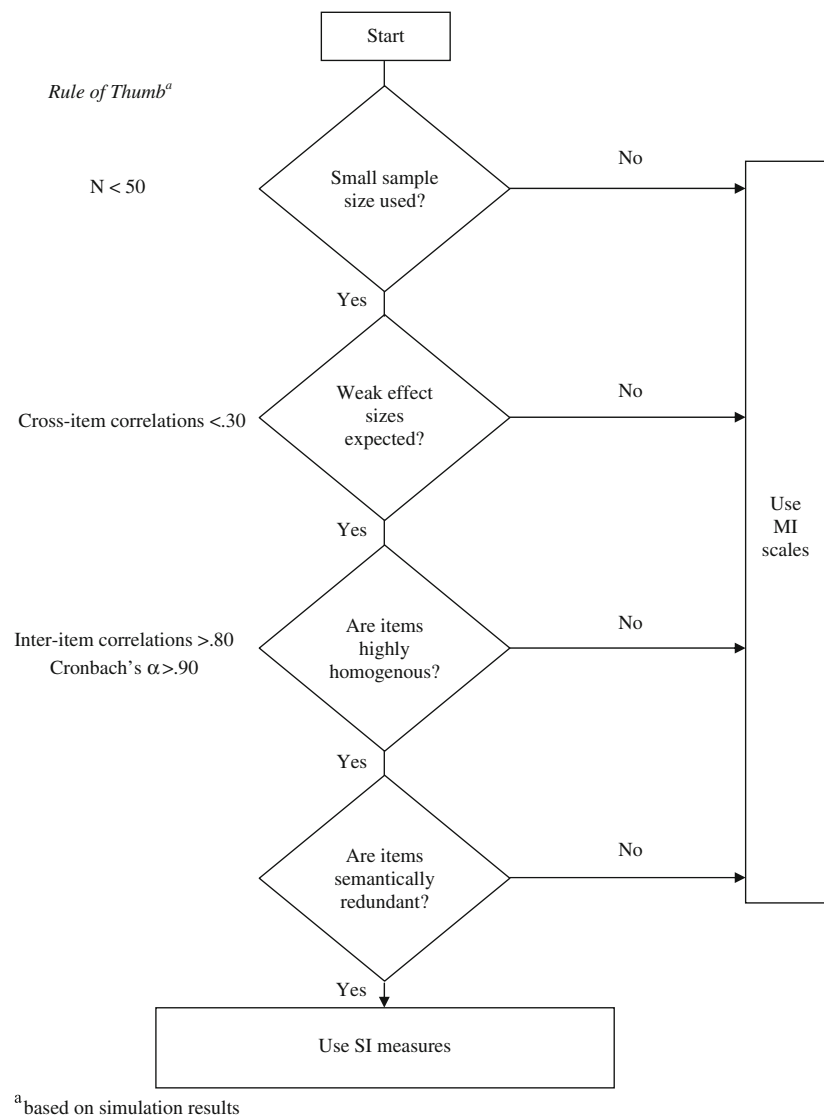 Start
Rule of Thumbᵃ
N < 50
Small sample
size used?
No
Yes
Cross-item correlations <.30
Weak effect
sizes
expected?
No
Yes
Use
MI
scales
Inter-item correlations >.80
Cronbach's α>.90
Are items
highly
homogenous?
No
Yes
Are items
semantically
redundant?
No
Yes
Use SI measures
ᵃbased on simulation results